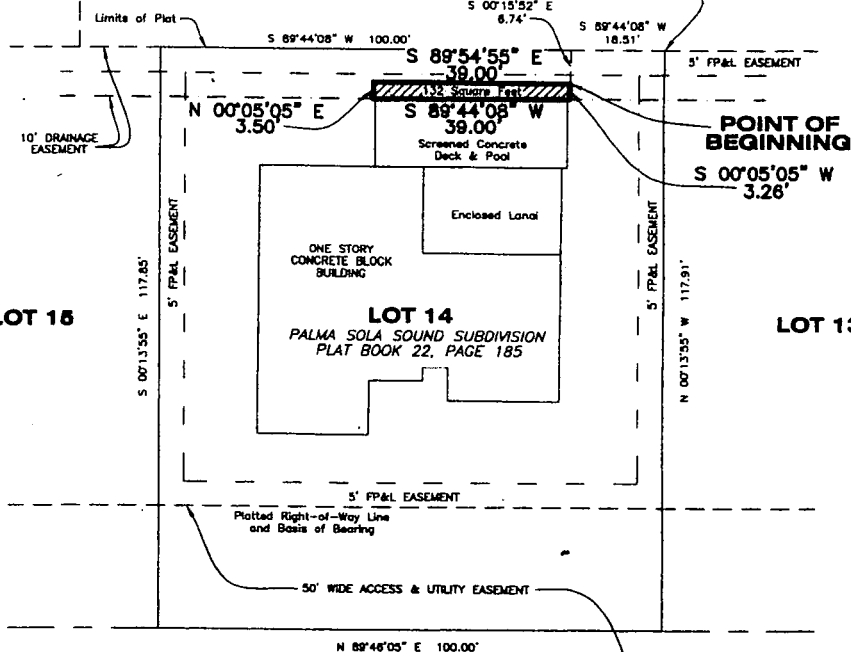 S 00°15'52" E
6.74'
Limits of Plat
S 89°44'08" W 100.00'
S 89°44'08" W
18.51'
S 89°54'55" E
39.00'
5' FP&L EASEMENT
132 Square Feet
N 00°05'05" E
3.50'
S 89°44'08" W
39.00'
POINT OF
BEGINNING
10' DRAINAGE
EASEMENT
Screened Concrete
Deck & Pool
S 00°05'05" W
3.26'
5' FP&L EASEMENT
Enclosed Lanai
5' FP&L EASEMENT
ONE STORY
CONCRETE BLOCK
BUILDING
S 00°13'55" E 117.85'
N 00°13'55" W 117.91'
LOT 14
LOT 15
LOT 13
PALMA SOLA SOUND SUBDIVISION
PLAT BOOK 22, PAGE 185
5' FP&L EASEMENT
Platted Right-of-Way Line
and Basis of Bearing
50' WIDE ACCESS & UTILITY EASEMENT
N 89°46'05" E 100.00'